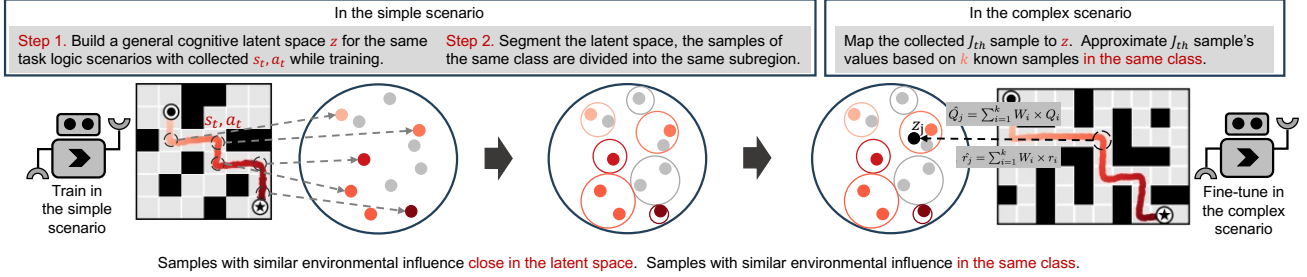 In the simple scenario
Step 1. Build a general cognitive latent space z for the same
task logic scenarios with collected s_t, a_t while training.
Step 2. Segment the latent space, the samples of
the same class are divided into the same subregion.
In the complex scenario
Map the collected J_th sample to z. Approximate J_th sample's
values based on k known samples in the same class.
s_t, a_t
Train in
the simple
scenario
z_j
Q̂_j = ∑_{i=1}^k W_i × Q_i
r̂_j = ∑_{i=1}^k W_i × r_i
Fine-tune in
the complex
scenario
Samples with similar environmental influence close in the latent space. Samples with similar environmental influence in the same class.